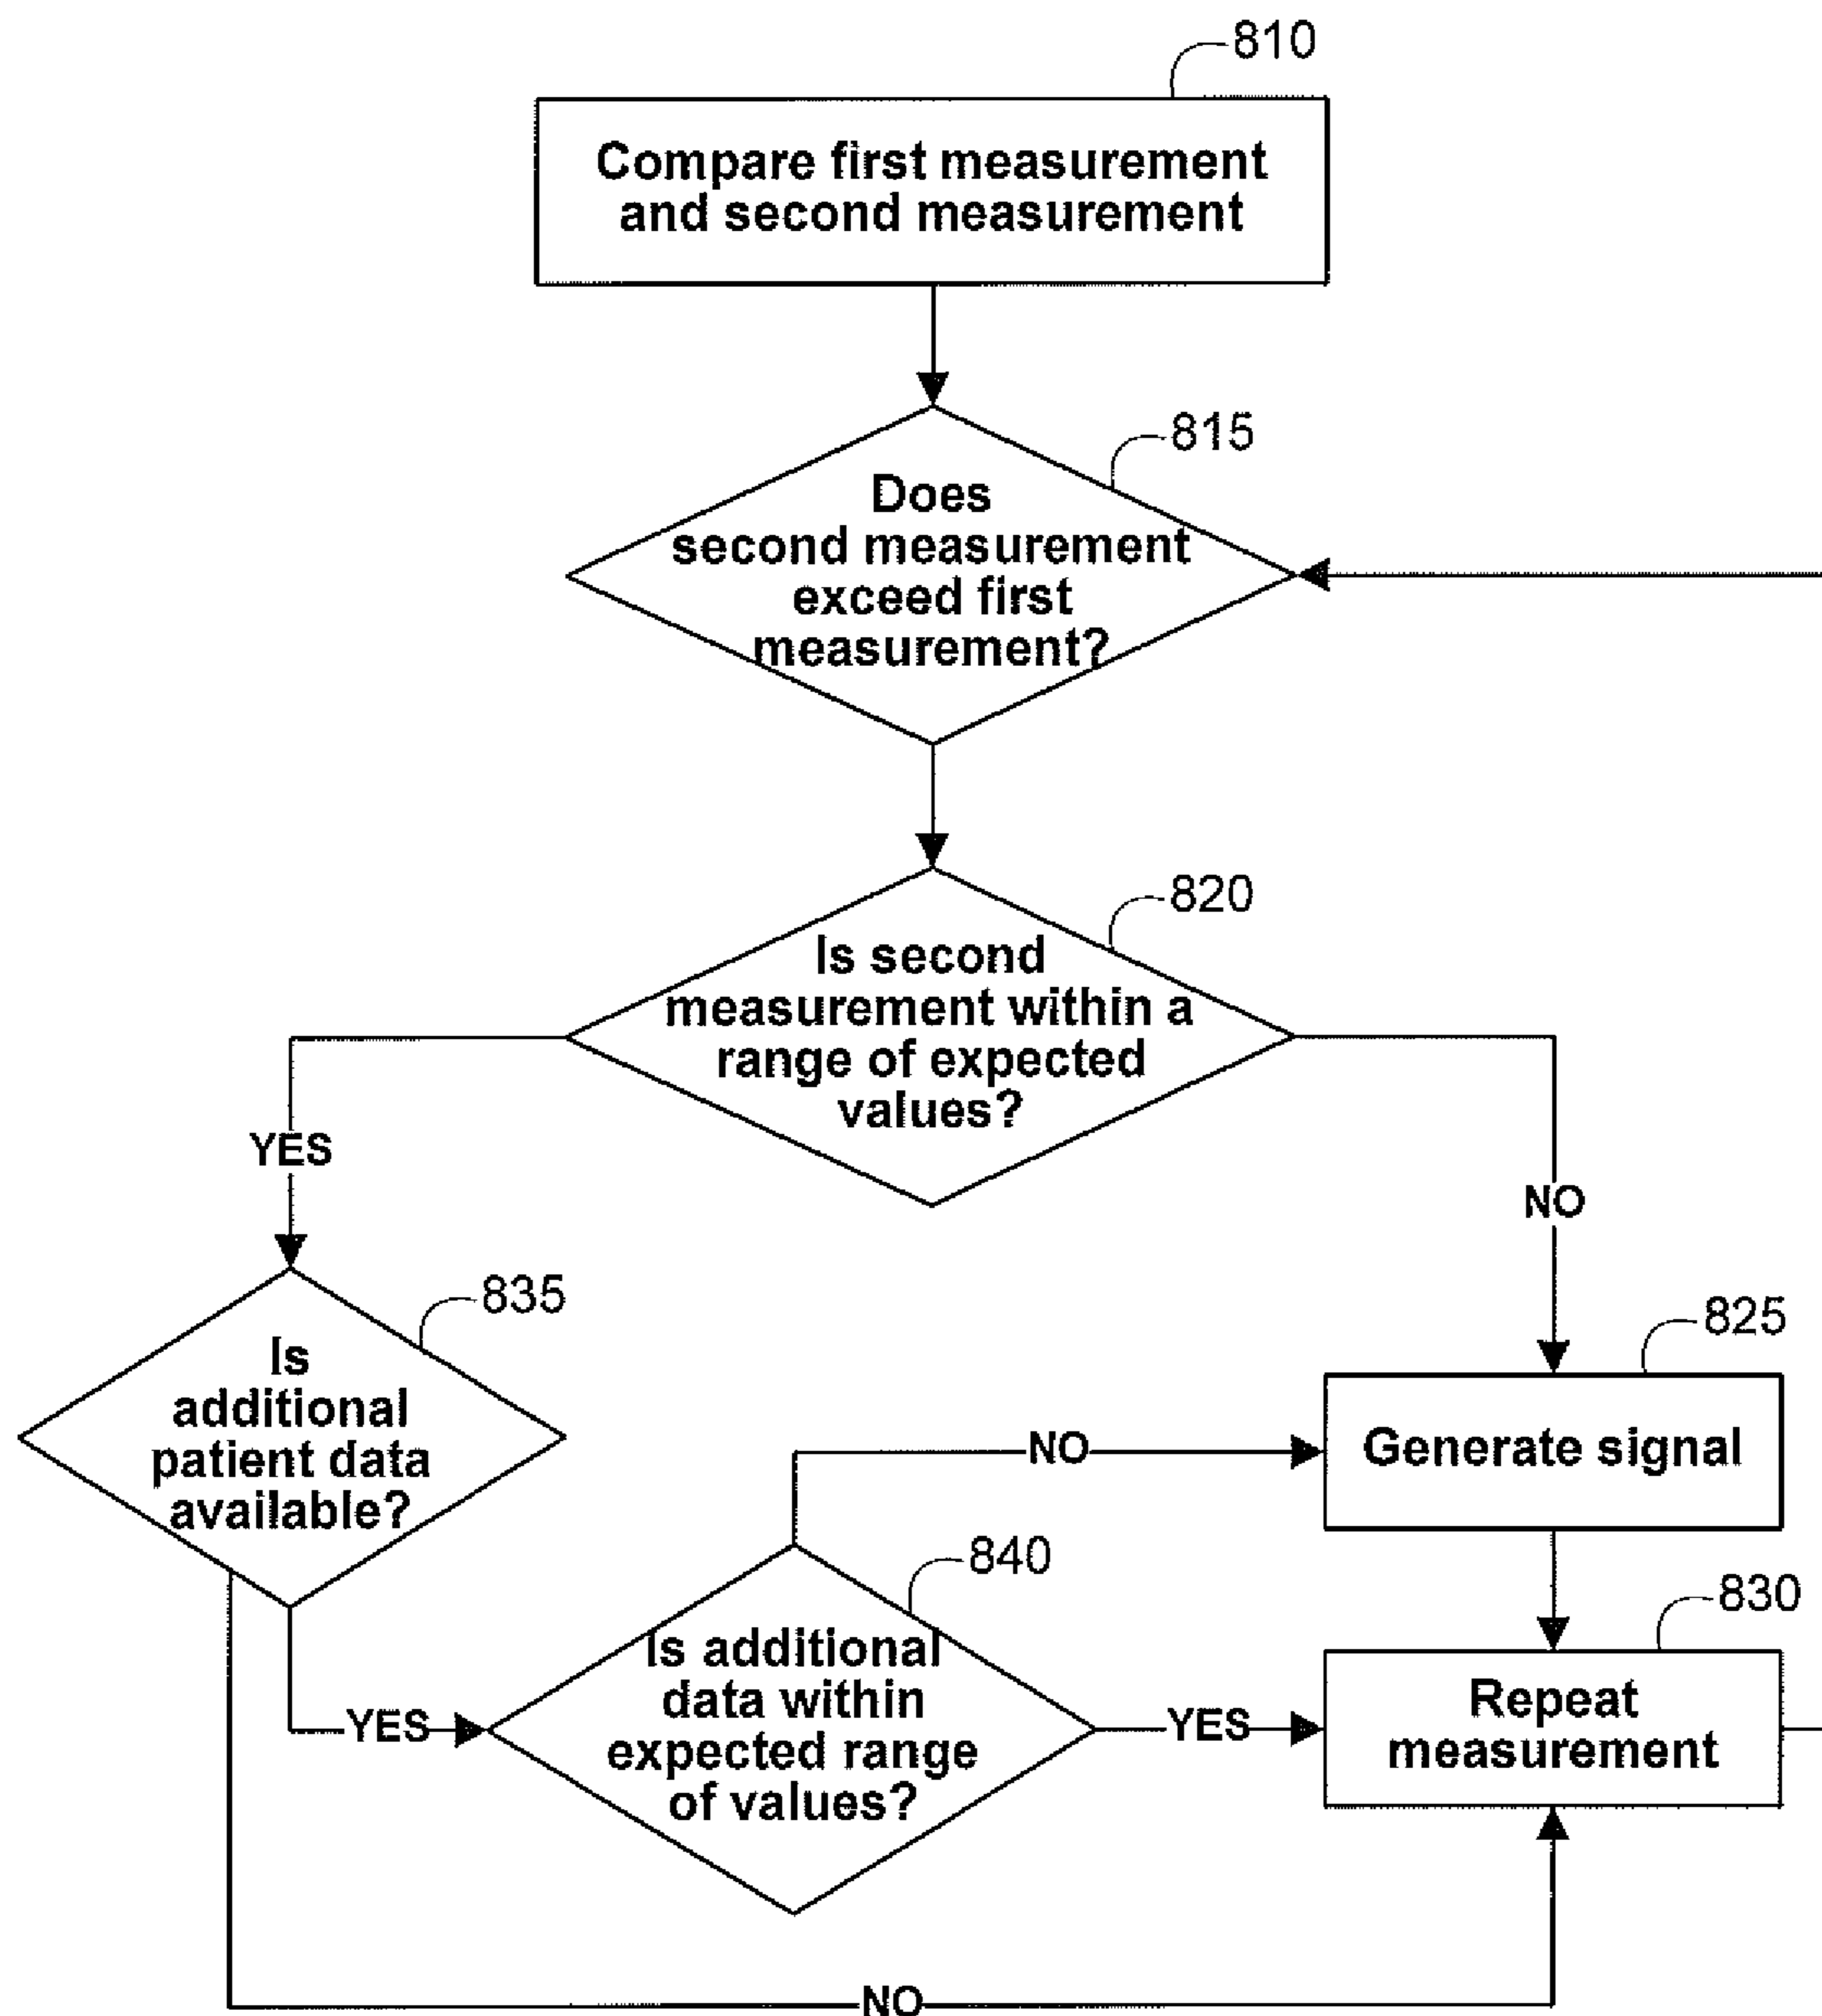 810
Compare first measurement
and second measurement
815
Does
second measurement
exceed first
measurement?
820
Is second
measurement within a
range of expected
values?
YES
NO
835
Is
additional
patient data
available?
825
Generate signal
NO
840
Is additional
data within
expected range
of values?
YES
YES
830
Repeat
measurement
NO